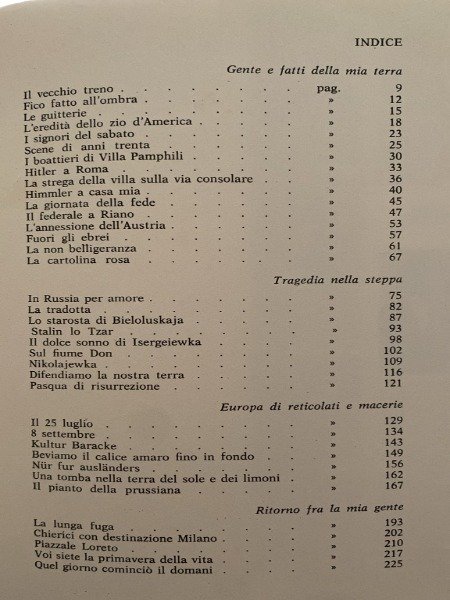 INDICE
Gente e fatti della mia terra
Il vecchio treno . . . . . . pag. 9
Fico fatto all'ombra . . . . . . » 12
Le guitterie . . . . . . » 15
L'eredità dello zio d'America . . . . . » 18
I signori del sabato . . . . . . » 23
Scene di anni trenta . . . . . . » 25
I boattieri di Villa Pamphili . . . . . » 30
Hitler a Roma . . . . . . » 33
La strega della villa sulla via consolare . . . . » 36
Himmler a casa mia . . . . . . » 40
La giornata della fede . . . . . » 45
Il federale a Riano . . . . . . » 47
L'annessione dell'Austria . . . . . » 53
Fuori gli ebrei . . . . . . » 57
La non belligeranza . . . . . . » 61
La cartolina rosa . . . . . . » 67
Tragedia nella steppa
In Russia per amore . . . . . . » 75
La tradotta . . . . . . » 82
Lo starosta di Bieloluskaja . . . . . » 87
Stalin lo Tzar . . . . . . » 93
Il dolce sonno di Isergeiewka . . . . . » 98
Sul fiume Don . . . . . . » 102
Nikolajewka . . . . . . » 109
Difendiamo la nostra terra . . . . . » 116
Pasqua di risurrezione . . . . . » 121
Europa di reticolati e macerie
Il 25 luglio . . . . . . » 129
8 settembre . . . . . . » 134
Kultur Baracke . . . . . . » 143
Beviamo il calice amaro fino in fondo . . . . » 149
Nür fur ausländers . . . . . . » 156
Una tomba nella terra del sole e dei limoni . . . » 162
Il pianto della prussiana . . . . . » 167
Ritorno fra la mia gente
La lunga fuga . . . . . . » 193
Chierici con destinazione Milano . . . . » 202
Piazzale Loreto . . . . . . » 210
Voi siete la primavera della vita . . . . » 217
Quel giorno cominciò il domani . . . . » 225